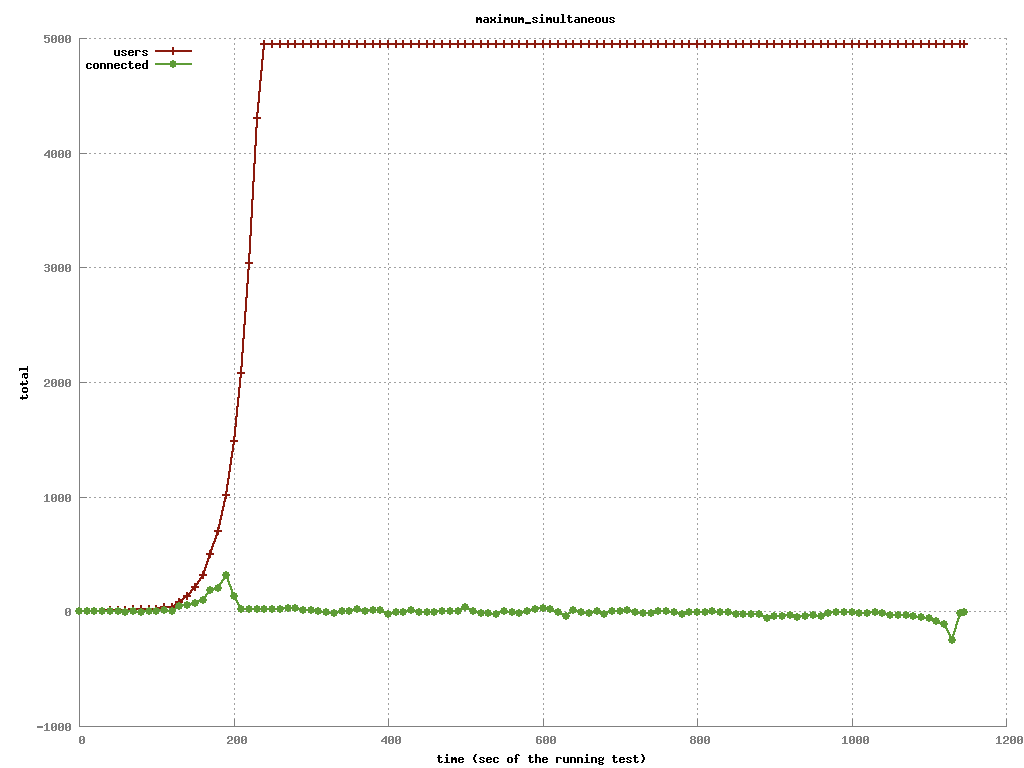 maximum_simultaneous
users
connected
5000
4000
3000
2000
1000
0
-1000
total
0 200 400 600 800 1000 1200
time (sec of the running test)